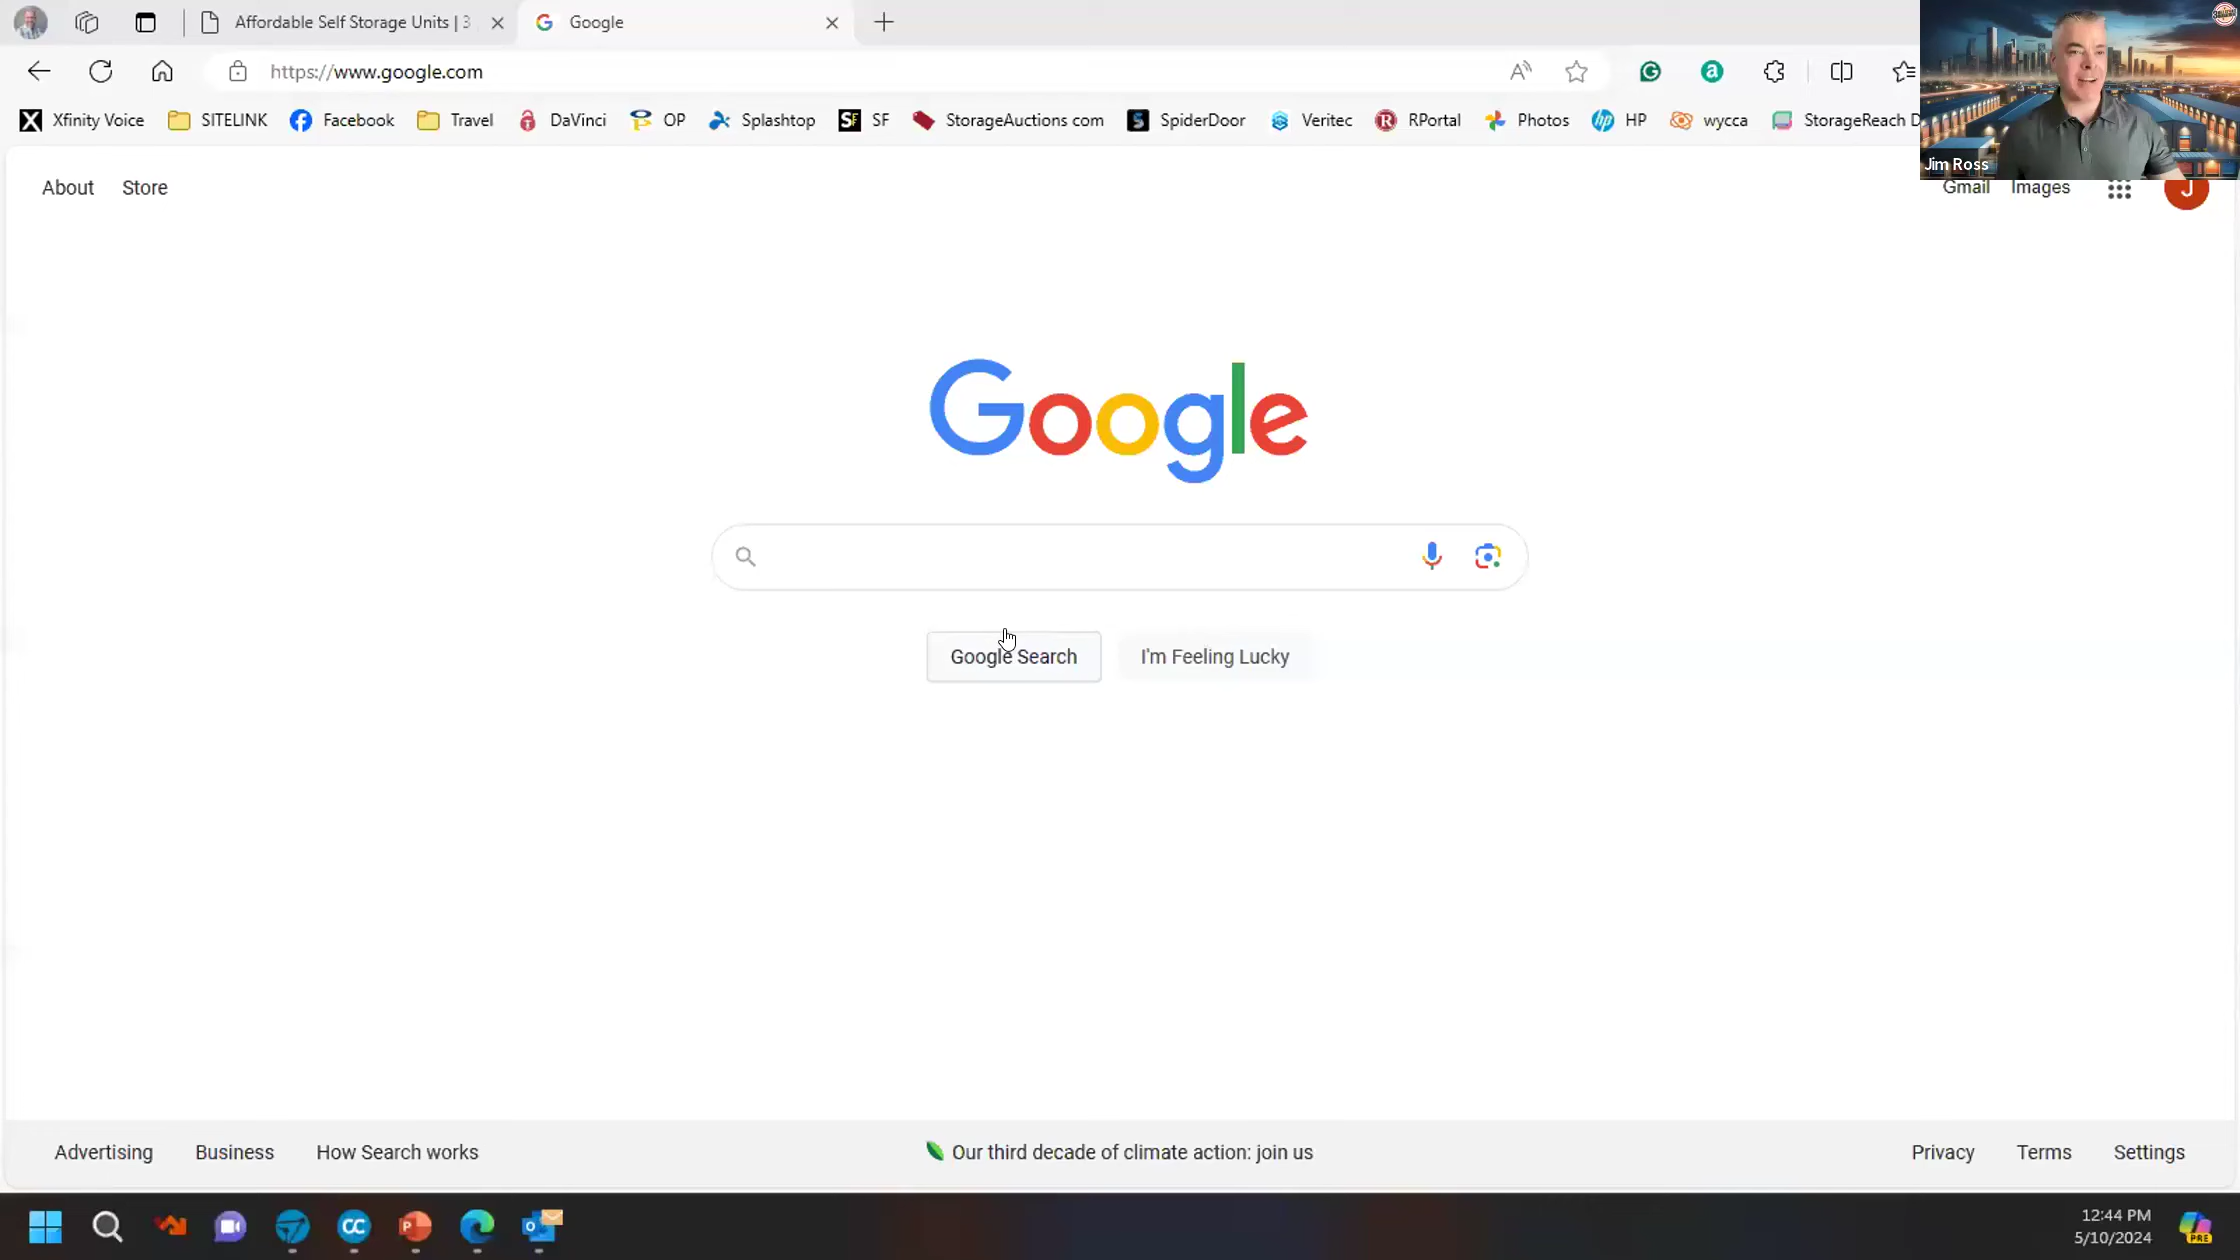 Affordable Self Storage Units | 3
Google
https://www.google.com
Xfinity Voice
SITELINK
Facebook
Travel
DaVinci
OP
Splashtop
SF
StorageAuctions com
SpiderDoor
Veritec
RPortal
Photos
HP
wycca
StorageReach D
Jim Ross
About
Store
Gmail
Images
J
Google
Google Search
I'm Feeling Lucky
Advertising
Business
How Search works
Our third decade of climate action: join us
Privacy
Terms
Settings
12:44 PM
5/10/2024